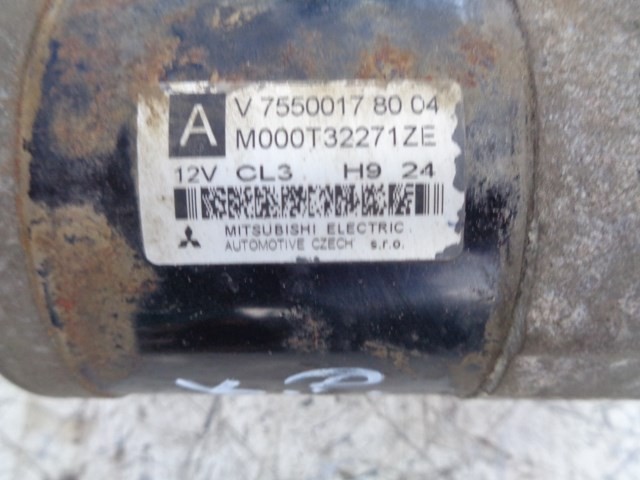 A
V 7550017 80 04
M000T32271ZE
12V CL3 H9 24
MITSUBISHI ELECTRIC
AUTOMOTIVE CZECH s.r.o.